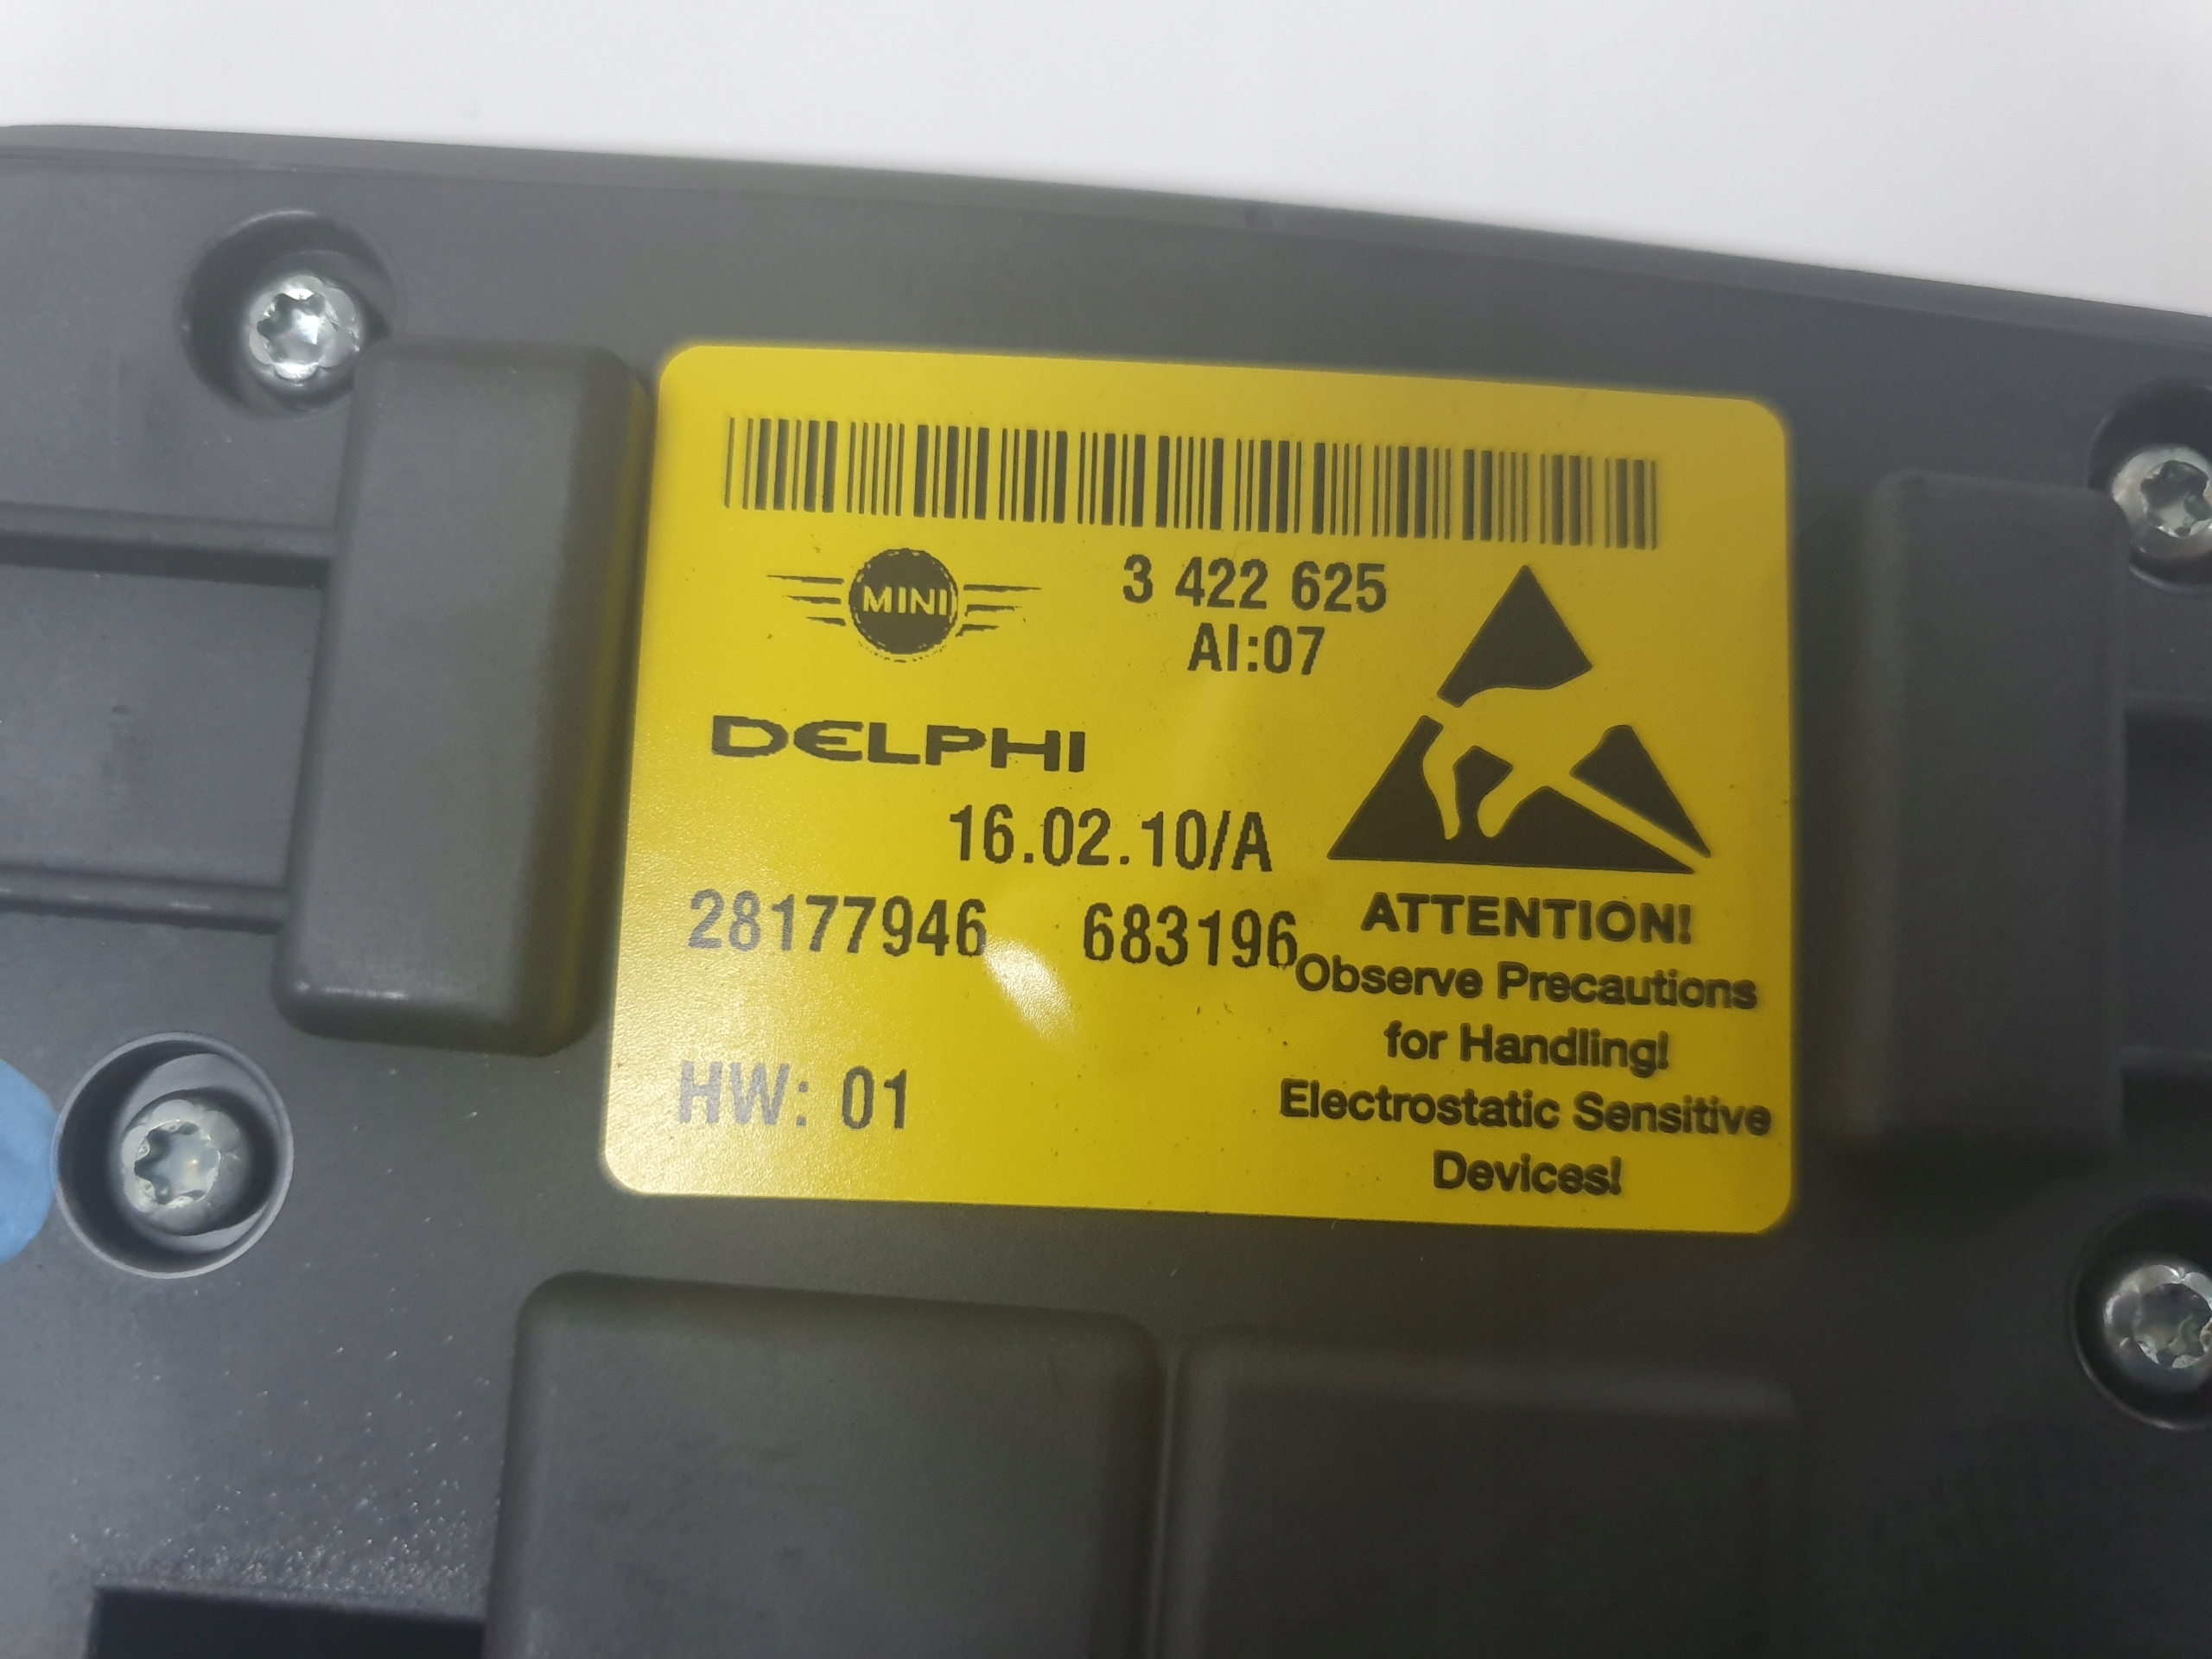 MINI
3 422 625
AI:07
DELPHI
16.02.10/A
28177946 683196
HW: 01
ATTENTION!
Observe Precautions
for Handling!
Electrostatic Sensitive
Devices!